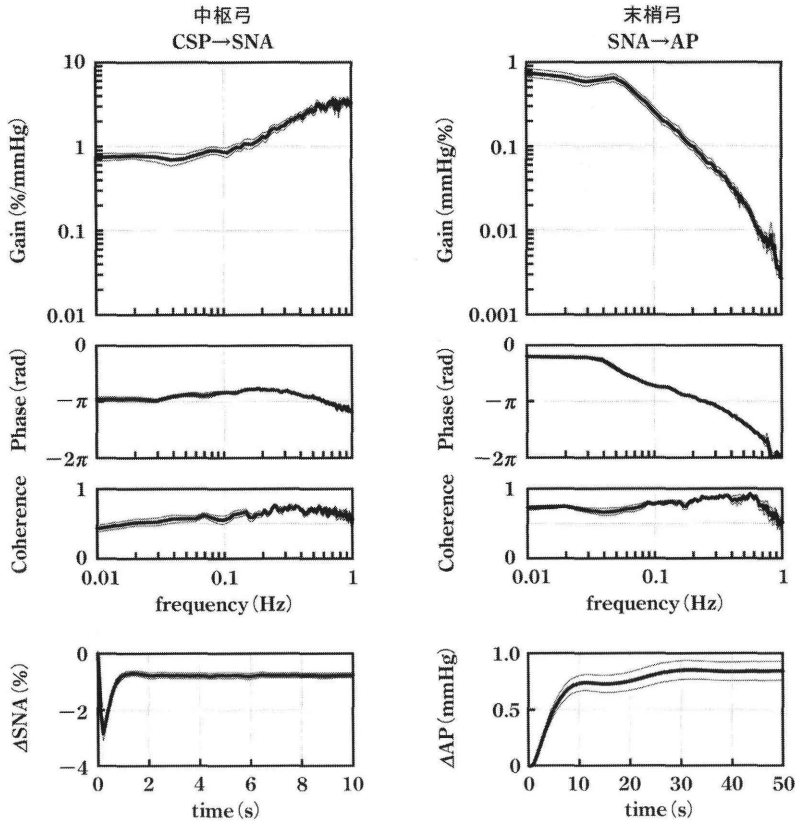 中枢弓
CSP→SNA
10
1
0.1
0.01
Gain (%/mmHg)
0
−π
−2π
Phase (rad)
1
0
Coherence
0.01 0.1 1
frequency (Hz)
0
−2
−4
ΔSNA (%)
0 2 4 6 8 10
time (s)
末梢弓
SNA→AP
1
0.1
0.01
0.001
Gain (mmHg/%)
0
−π
−2π
Phase (rad)
1
0
Coherence
0.01 0.1 1
frequency (Hz)
1.0
0.5
0
ΔAP (mmHg)
0 10 20 30 40 50
time (s)